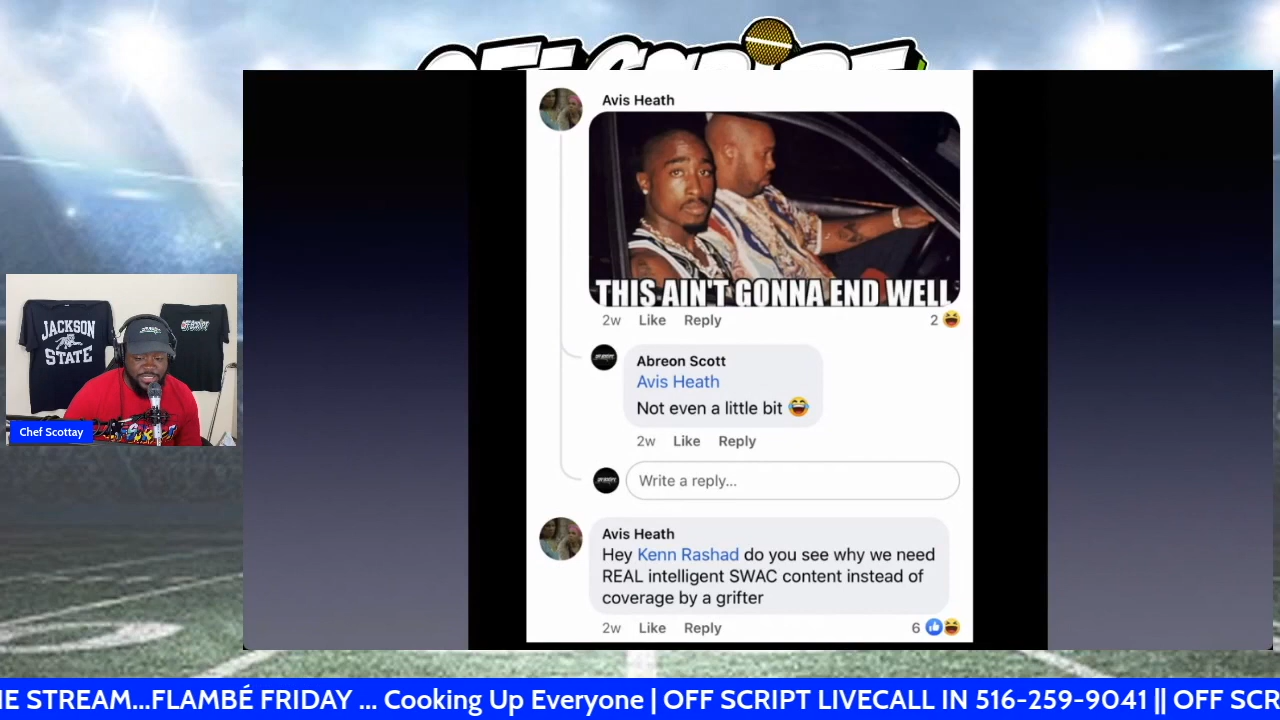 OFF SCRIPT
Avis Heath
THIS AIN'T GONNA END WELL
2w Like Reply 2
Abreon Scott
Avis Heath
Not even a little bit
2w Like Reply
Write a reply...
Avis Heath
Hey Kenn Rashad do you see why we need
REAL intelligent SWAC content instead of
coverage by a grifter
2w Like Reply 6
JACKSON
STATE
Chef Scottay
HE STREAM...FLAMBÉ FRIDAY ... Cooking Up Everyone | OFF SCRIPT LIVECALL IN 516-259-9041 || OFF SCR